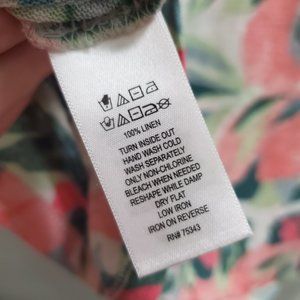 100% LINEN
TURN INSIDE OUT
HAND WASH COLD
WASH SEPARATELY
ONLY NON-CHLORINE
BLEACH WHEN NEEDED
RESHAPE WHILE DAMP
DRY FLAT
LOW IRON
IRON ON REVERSE
RN# 75343